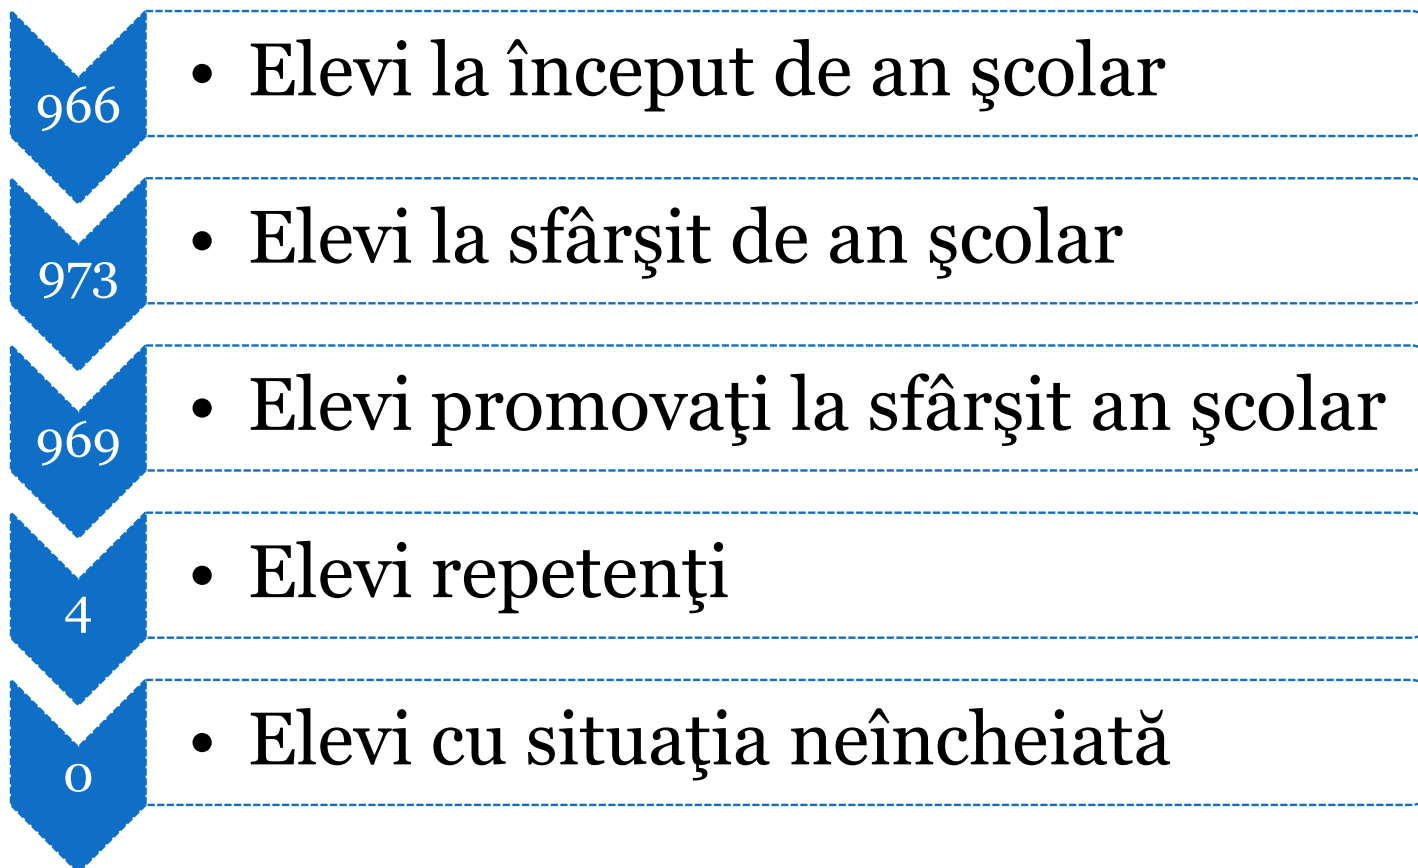 966
• Elevi la început de an şcolar
973
• Elevi la sfârşit de an şcolar
969
• Elevi promovaţi la sfârşit an şcolar
4
• Elevi repetenţi
0
• Elevi cu situaţia neîncheiată